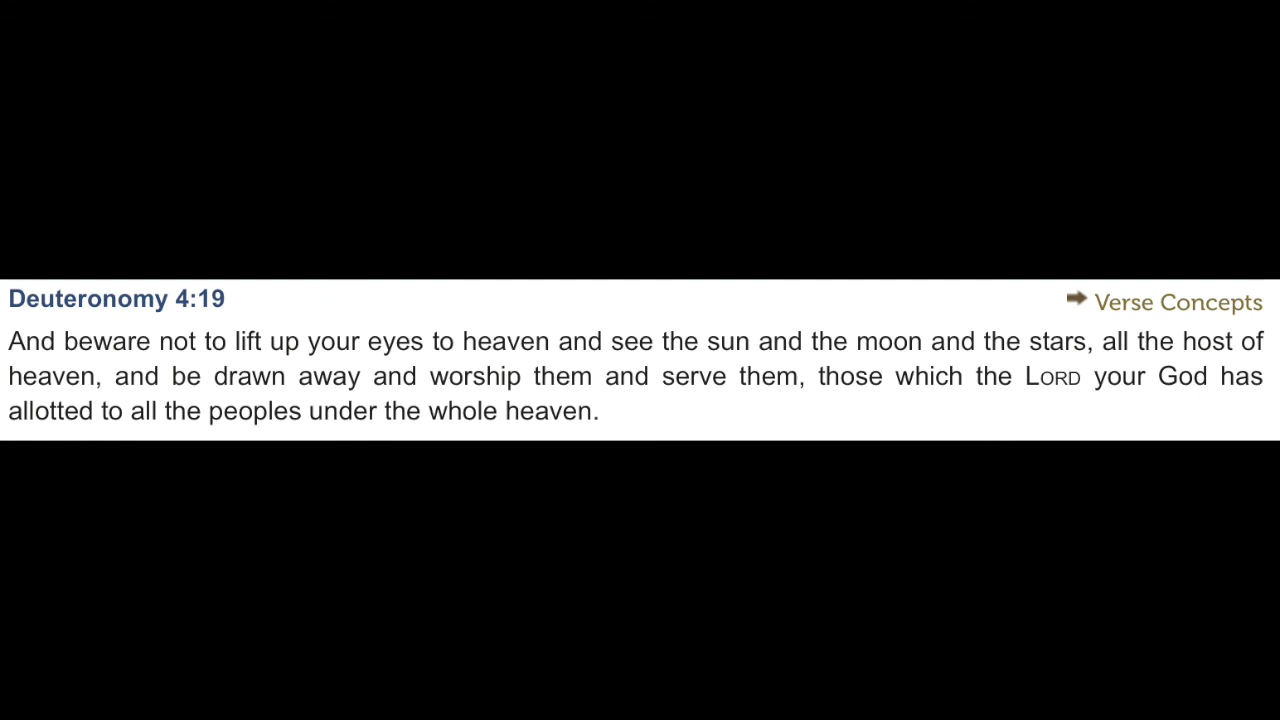 Deuteronomy 4:19
Verse Concepts
And beware not to lift up your eyes to heaven and see the sun and the moon and the stars, all the host of
heaven, and be drawn away and worship them and serve them, those which the LORD your God has
allotted to all the peoples under the whole heaven.